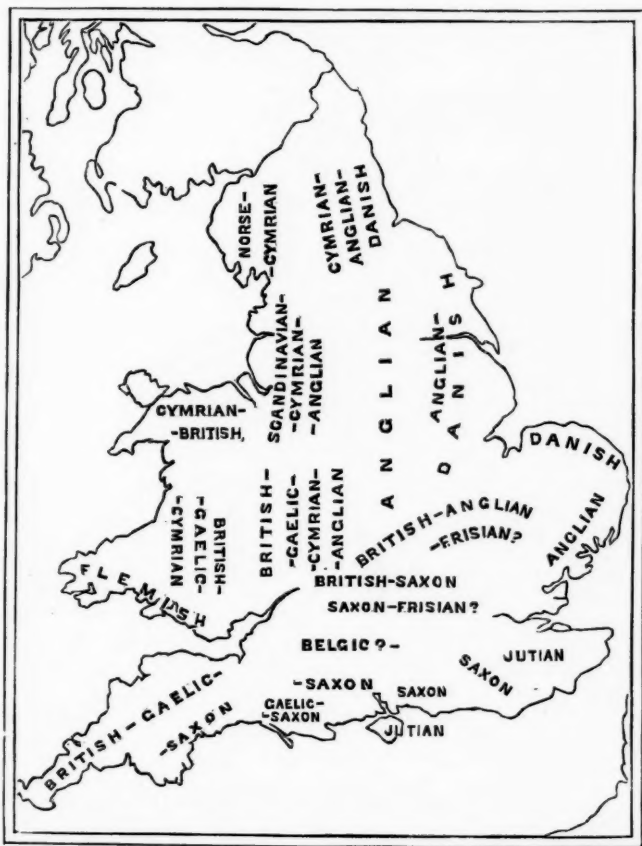 NORSE-
-CYMRIAN
CYMRIAN-
ANGLIAN-
DANISH
SCANDINAVIAN-
-CYMRIAN-
-ANGLIAN
ANGLIAN
ANGLIAN-
DANISH
CYMRIAN-
-BRITISH,
DANISH
ANGLIAN
BRITISH-
-GAELIC-
-CYMRIAN
BRITISH-
-GAELIC-
-CYMRIAN-
-ANGLIAN
BRITISH-ANGLIAN
-FRISIAN?
FLEMISH
BRITISH-SAXON
SAXON-FRISIAN?
BELGIC?-
-SAXON
SAXON
JUTIAN
SAXON
GAELIC-
-SAXON
JUTIAN
BRITISH-GAELIC-
-SAXON